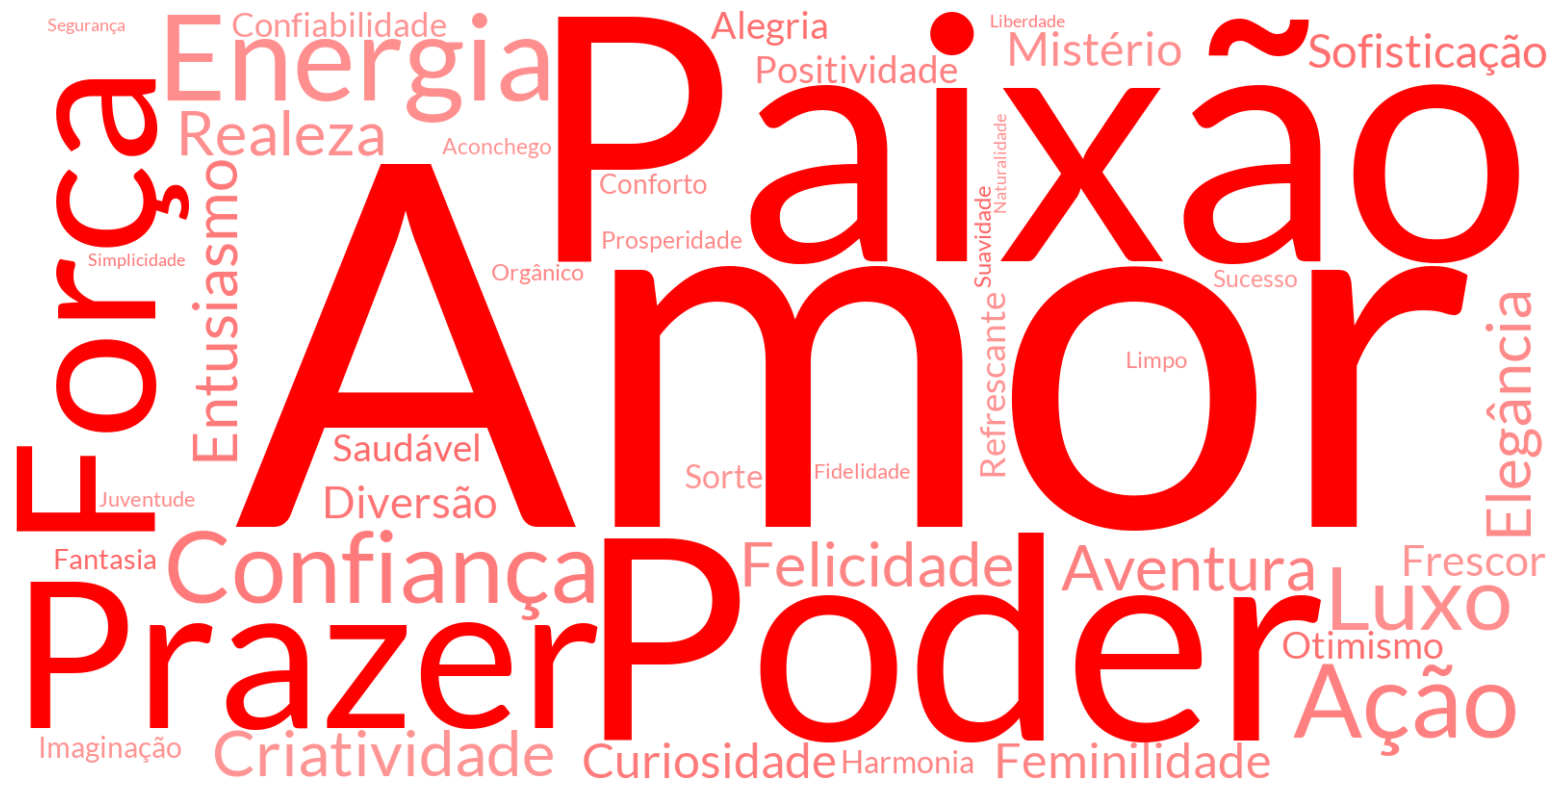 Segurança
Confiabilidade
Energia
Paixão
Alegria
Liberdade
Mistério
Sofisticação
Positividade
Força
Realeza
Aconchego
Entusiasmo
Conforto
Naturalidade
Suavidade
Prosperidade
Simplicidade
Orgânico
Amor
Sucesso
Refrescante
Limpo
Elegância
Saudável
Sorte
Fidelidade
Diversão
Juventude
Fantasia
Confiança
Poder
Felicidade
Aventura
Frescor
Luxo
Prazer
Otimismo
Ação
Imaginação
Criatividade
Curiosidade
Harmonia
Feminilidade